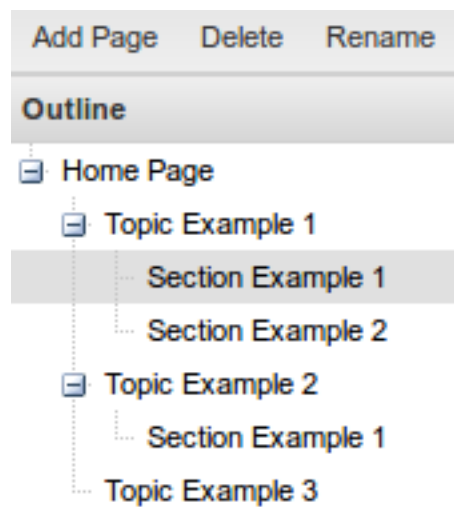 Add Page Delete Rename
Outline
Home Page
Topic Example 1
Section Example 1
Section Example 2
Topic Example 2
Section Example 1
Topic Example 3